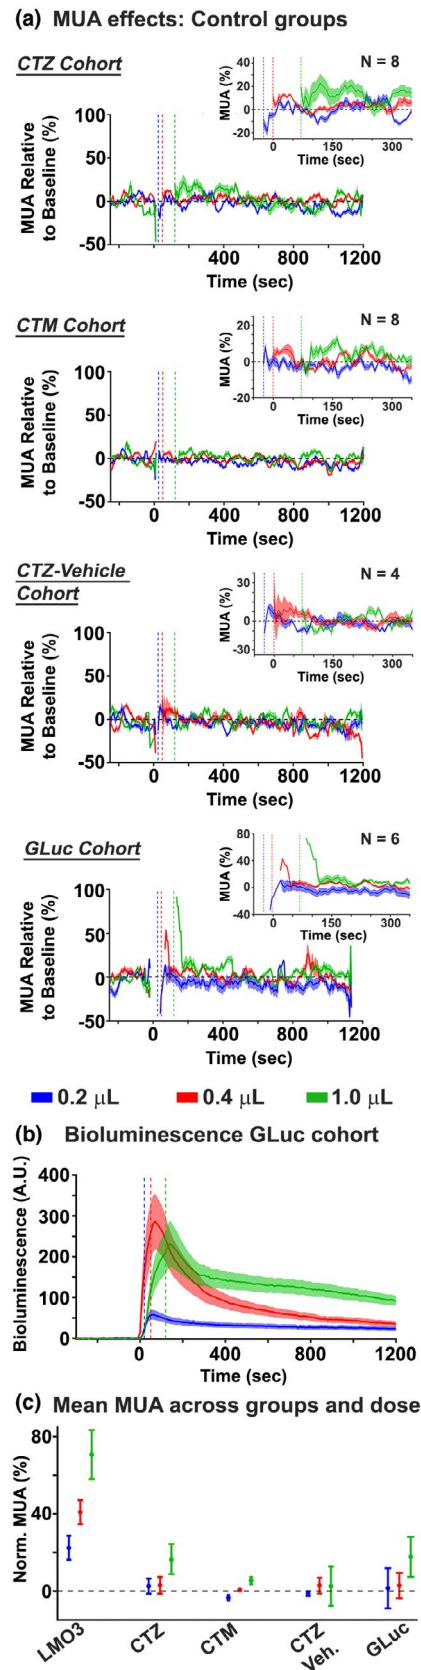 (a) MUA effects: Control groups
CTZ Cohort
N = 8
MUA (%)
40
20
0
-20
0 150 300
Time (sec)
MUA Relative
to Baseline (%)
100
50
0
-50
0 400 800 1200
Time (sec)
CTM Cohort
N = 8
MUA (%)
20
0
-20
0 150 300
Time (sec)
MUA Relative
to Baseline (%)
100
50
0
-50
0 400 800 1200
Time (sec)
CTZ-Vehicle
Cohort
N = 4
MUA (%)
30
0
-30
0 150 300
Time (sec)
MUA Relative
to Baseline (%)
100
50
0
-50
0 400 800 1200
Time (sec)
GLuc Cohort
N = 6
MUA (%)
80
40
0
-40
0 150 300
Time (sec)
MUA Relative
to Baseline (%)
100
50
0
-50
0 400 800 1200
Time (sec)
0.2 μL 0.4 μL 1.0 μL
(b) Bioluminescence GLuc cohort
Bioluminescence (A.U.)
400
300
200
100
0
0 400 800 1200
Time (sec)
(c) Mean MUA across groups and dose
Norm. MUA (%)
80
40
0
LMO3 CTZ CTM CTZ Veh. GLuc